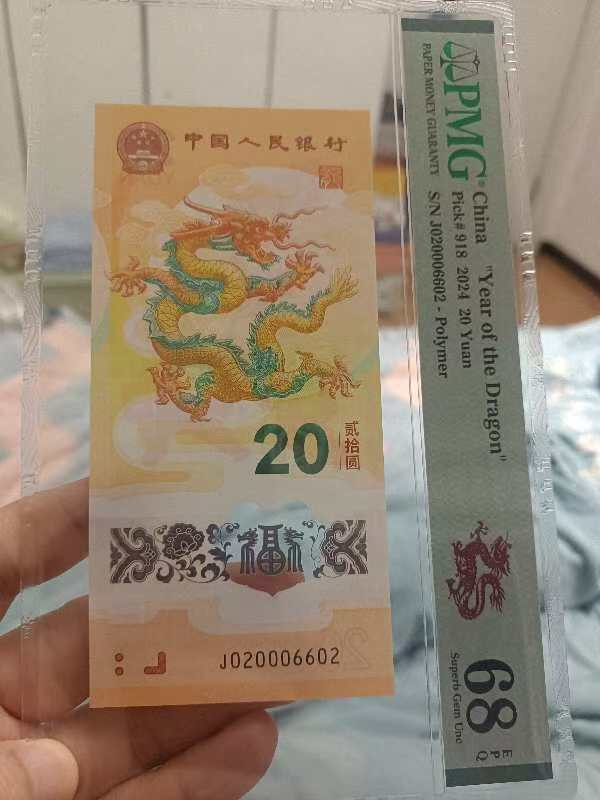 中国人民银行
20
贰拾圆
福
J020006602
PMG
PAPER MONEY GUARANTY
China "Year of the Dragon"
Pick# 918 2024 20 Yuan
S/N J020006602 - Polymer
68 EPQ
Superb Gem Unc